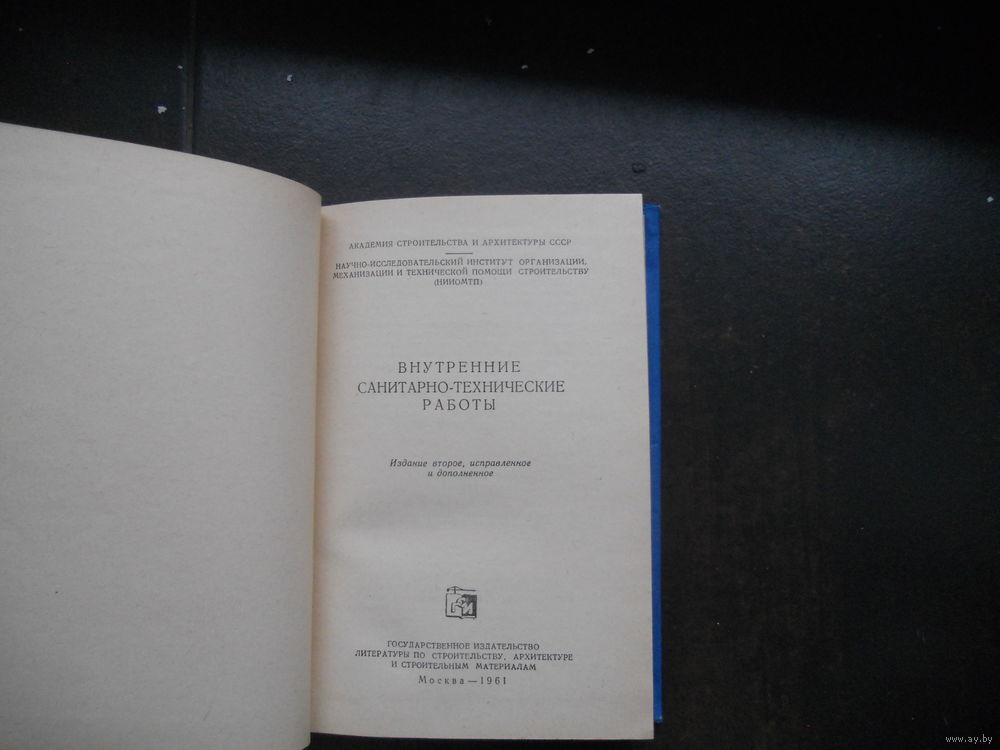 АКАДЕМИЯ СТРОИТЕЛЬСТВА И АРХИТЕКТУРЫ СССР
НАУЧНО-ИССЛЕДОВАТЕЛЬСКИЙ ИНСТИТУТ ОРГАНИЗАЦИИ,
МЕХАНИЗАЦИИ И ТЕХНИЧЕСКОЙ ПОМОЩИ СТРОИТЕЛЬСТВУ
(НИИОМТП)
ВНУТРЕННИЕ
САНИТАРНО-ТЕХНИЧЕСКИЕ
РАБОТЫ
Издание второе, исправленное
и дополненное
ГОСУДАРСТВЕННОЕ ИЗДАТЕЛЬСТВО
ЛИТЕРАТУРЫ ПО СТРОИТЕЛЬСТВУ, АРХИТЕКТУРЕ
И СТРОИТЕЛЬНЫМ МАТЕРИАЛАМ
Москва—1961
www.ay.by